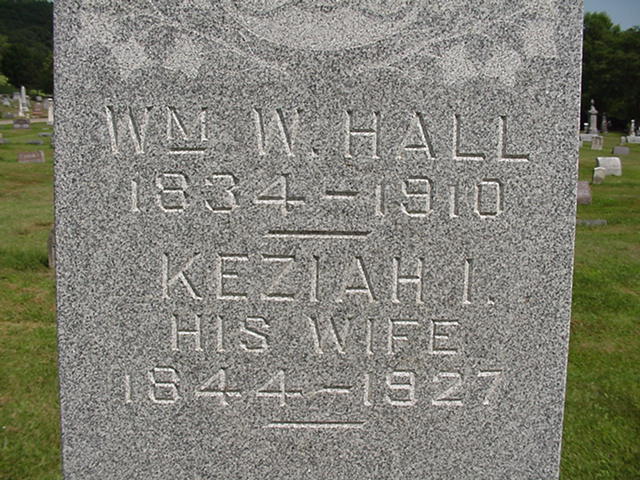 WM W. HALL
1834-1910
KEZIAH I.
HIS WIFE
1844-1927